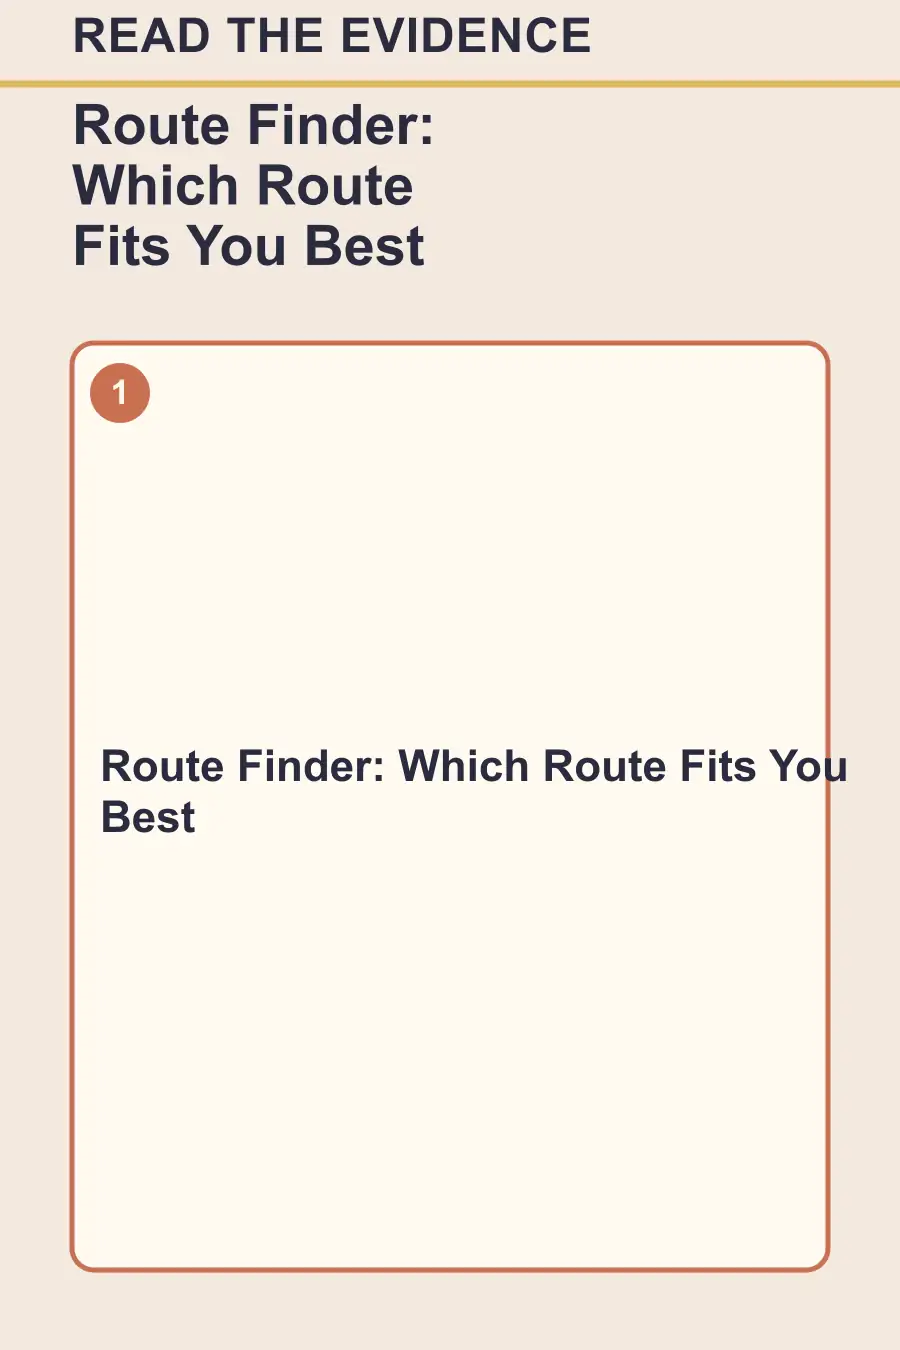 READ THE EVIDENCE
Route Finder:
Which Route
Fits You Best
1
Route Finder: Which Route Fits You
Best